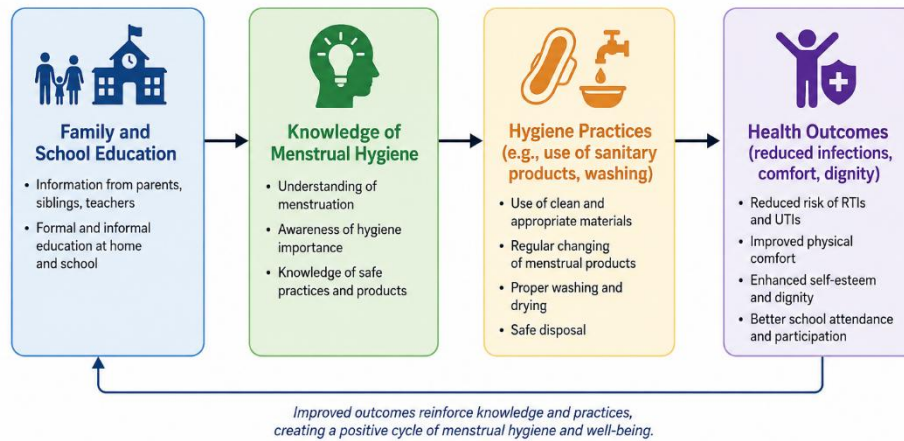 Family and
School Education
• Information from parents,
siblings, teachers
• Formal and informal
education at home
and school
Knowledge of
Menstrual Hygiene
• Understanding of
menstruation
• Awareness of hygiene
importance
• Knowledge of safe
practices and products
Hygiene Practices
(e.g., use of sanitary
products, washing)
• Use of clean and
appropriate materials
• Regular changing
of menstrual products
• Proper washing and
drying
• Safe disposal
Health Outcomes
(reduced infections,
comfort, dignity)
• Reduced risk of RTIs
and UTIs
• Improved physical
comfort
• Enhanced self-esteem
and dignity
• Better school attendance
and participation
Improved outcomes reinforce knowledge and practices,
creating a positive cycle of menstrual hygiene and well-being.